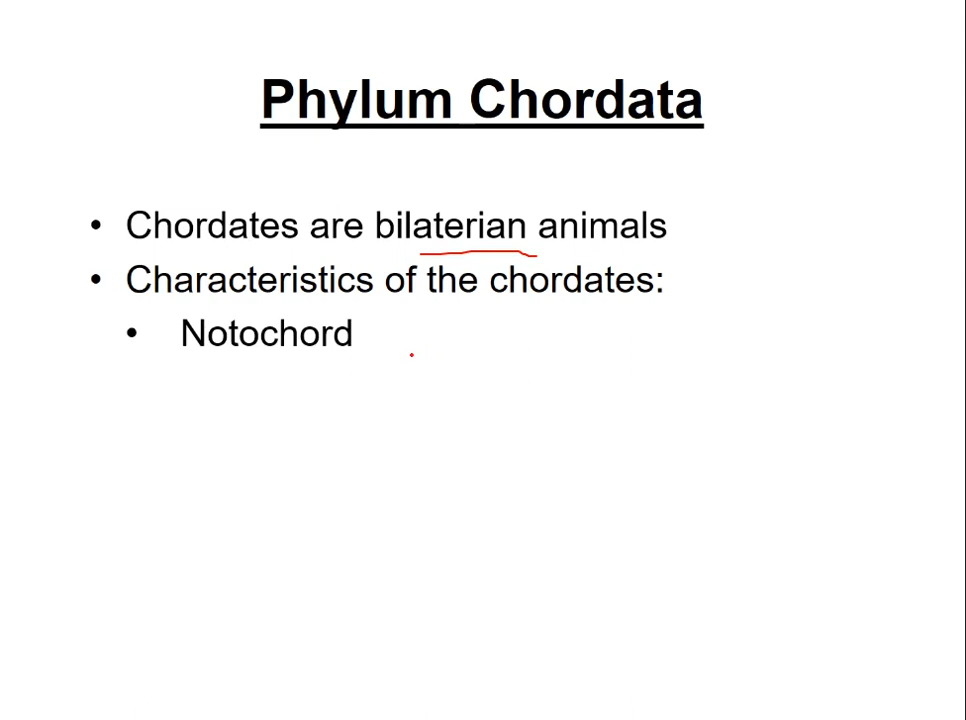 Phylum Chordata
• Chordates are bilaterian animals
• Characteristics of the chordates:
• Notochord